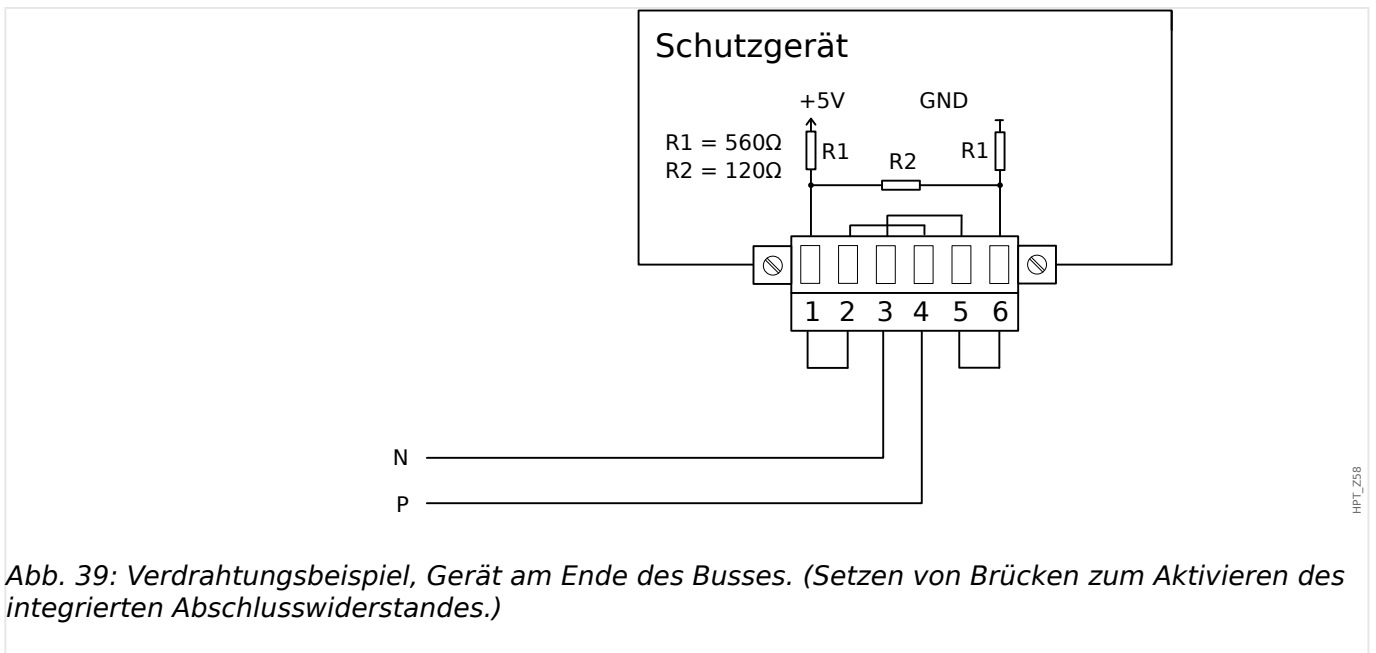 Schutzgerät
+5V GND
R1 = 560Ω
R2 = 120Ω
R1 R2 R1
1 2 3 4 5 6
N
P
HPT_Z58
Abb. 39: Verdrahtungsbeispiel, Gerät am Ende des Busses. (Setzen von Brücken zum Aktivieren des
integrierten Abschlusswiderstandes.)